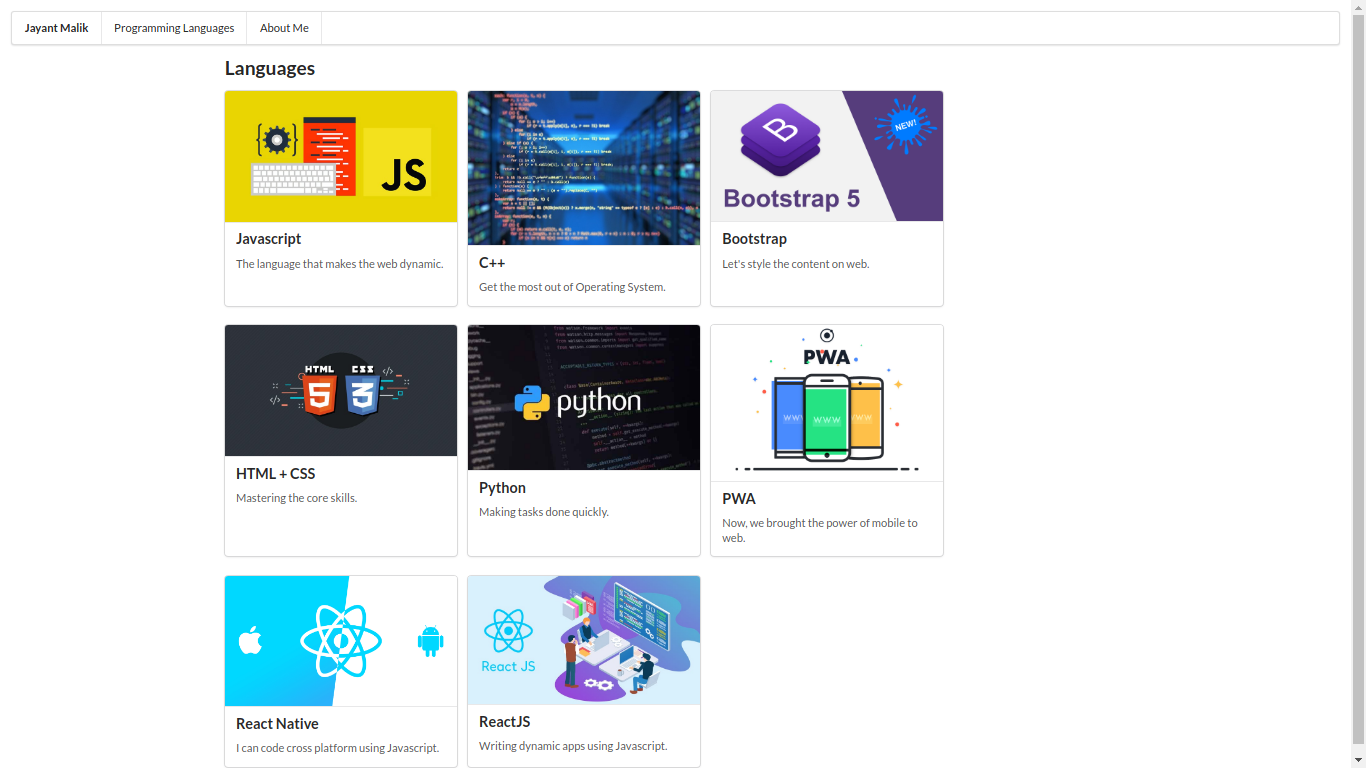 Jayant Malik
Programming Languages
About Me
Languages
JS
Javascript
The language that makes the web dynamic.
C++
Get the most out of Operating System.
NEW!
Bootstrap 5
Bootstrap
Let's style the content on web.
HTML CSS
5 3
HTML + CSS
Mastering the core skills.
python
Python
Making tasks done quickly.
PWA
WWW WWW WWW
PWA
Now, we brought the power of mobile to
web.
React Native
I can code cross platform using Javascript.
React JS
ReactJS
Writing dynamic apps using Javascript.